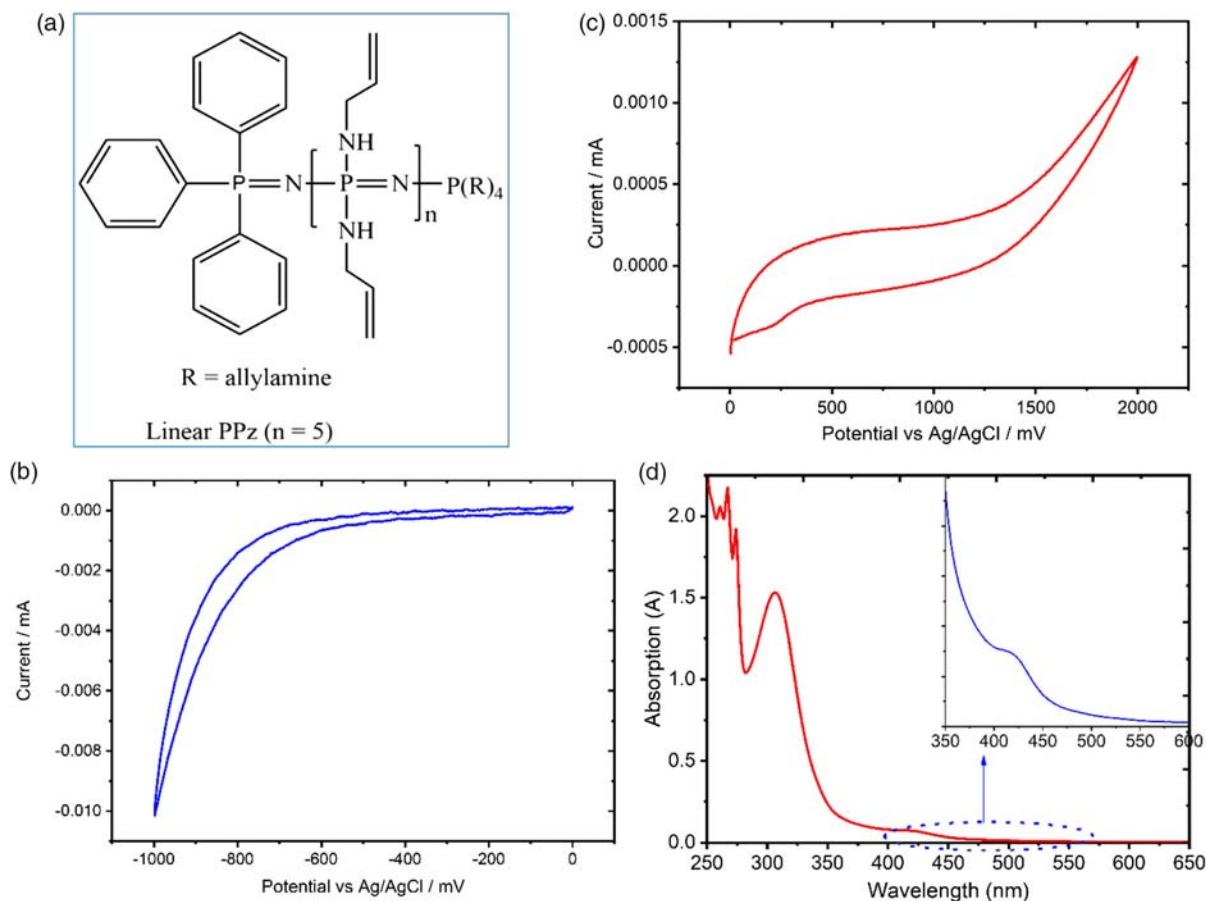 (a)
NH
P
N
P
N
P(R)4
n
NH
R = allylamine
Linear PPz (n = 5)
(b)
0.000
-0.002
-0.004
-0.006
-0.008
-0.010
Current / mA
-1000 -800 -600 -400 -200 0
Potential vs Ag/AgCl / mV
(c)
0.0015
0.0010
0.0005
0.0000
-0.0005
Current / mA
0 500 1000 1500 2000
Potential vs Ag/AgCl / mV
(d)
2.0
1.5
1.0
0.5
0.0
Absorption (A)
350 400 450 500 550 600
250 300 350 400 450 500 550 600 650
Wavelength (nm)